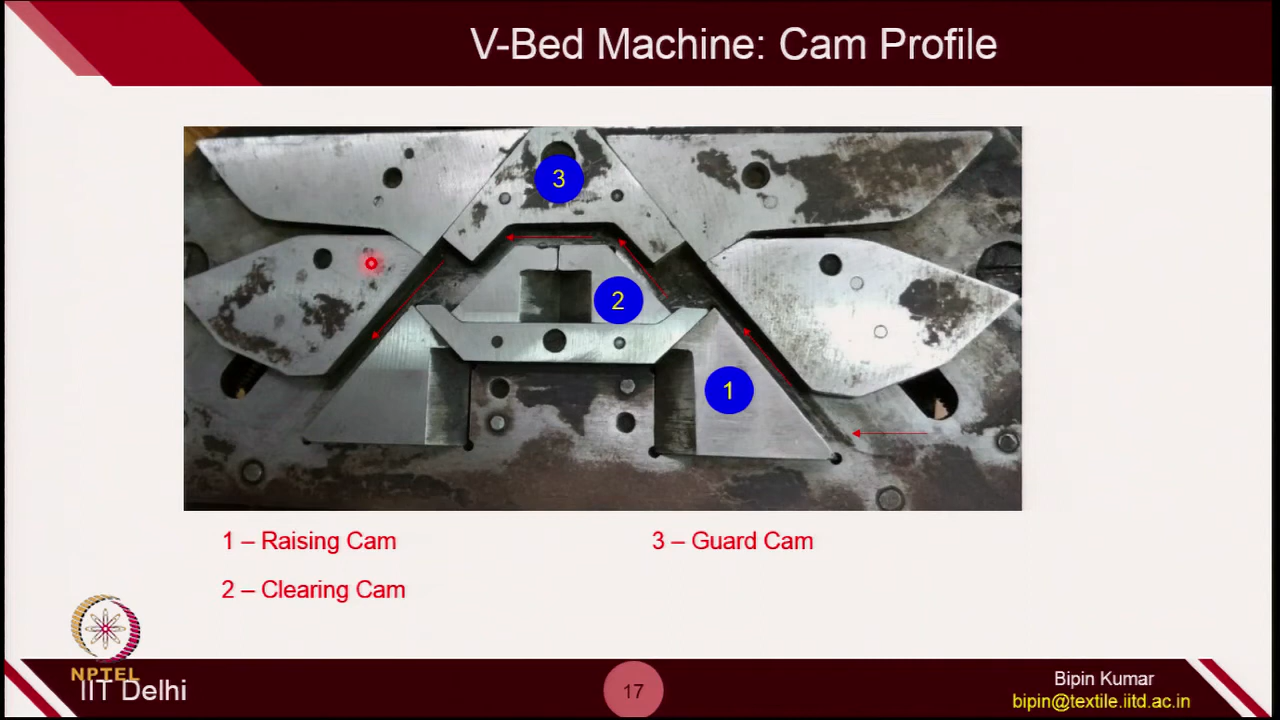 V-Bed Machine: Cam Profile
3
2
1
1 – Raising Cam
3 – Guard Cam
2 – Clearing Cam
NPTEL
IIT Delhi
17
Bipin Kumar
bipin@textile.iitd.ac.in